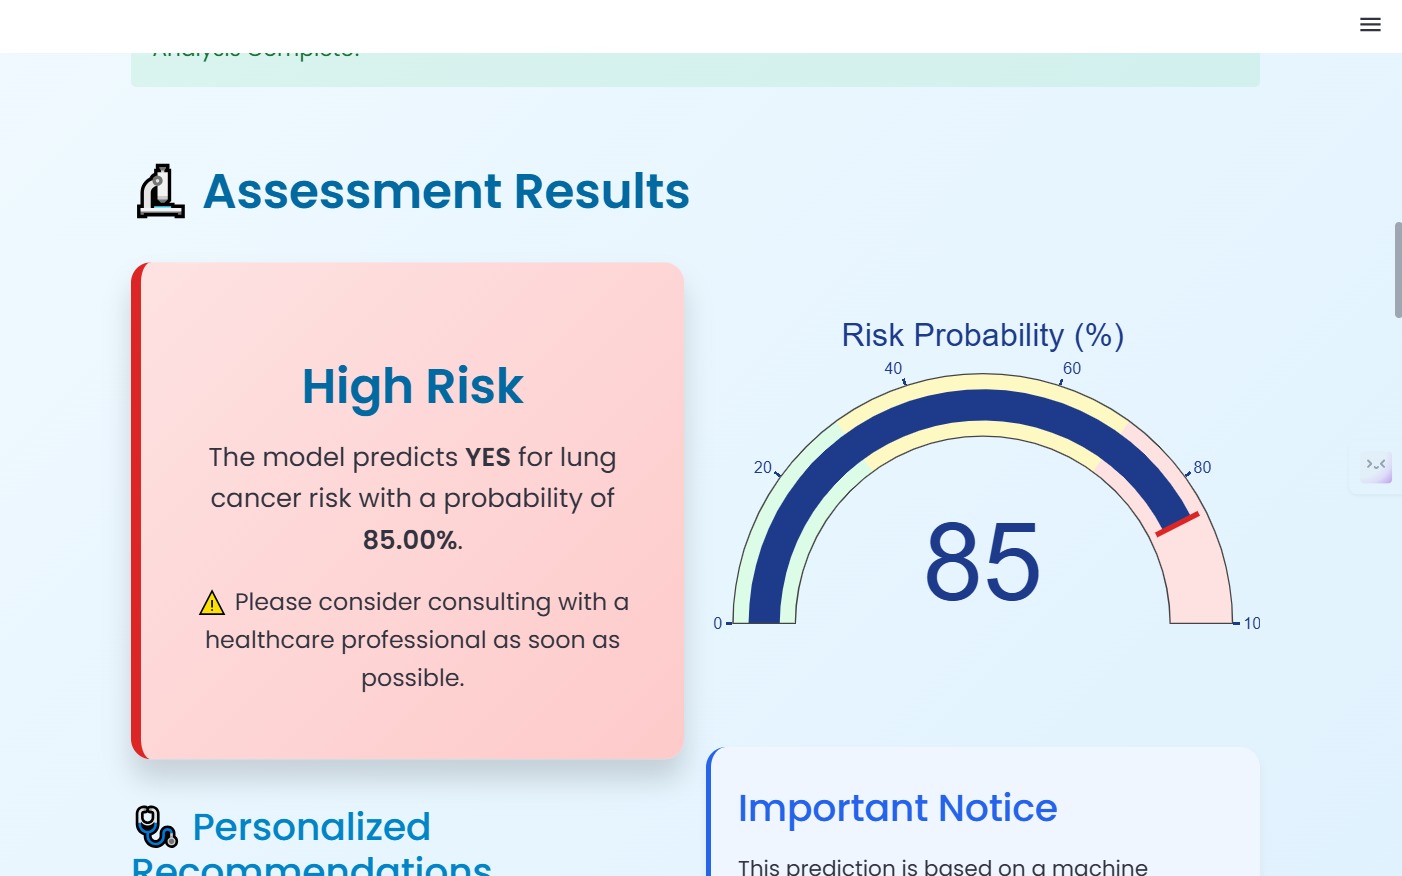 Analysis Complete!
Assessment Results
High Risk
The model predicts YES for lung
cancer risk with a probability of
85.00%.
⚠ Please consider consulting with a
healthcare professional as soon as
possible.
Risk Probability (%)
0
20
40
60
80
10
85
Personalized
Recommendations
Important Notice
This prediction is based on a machine